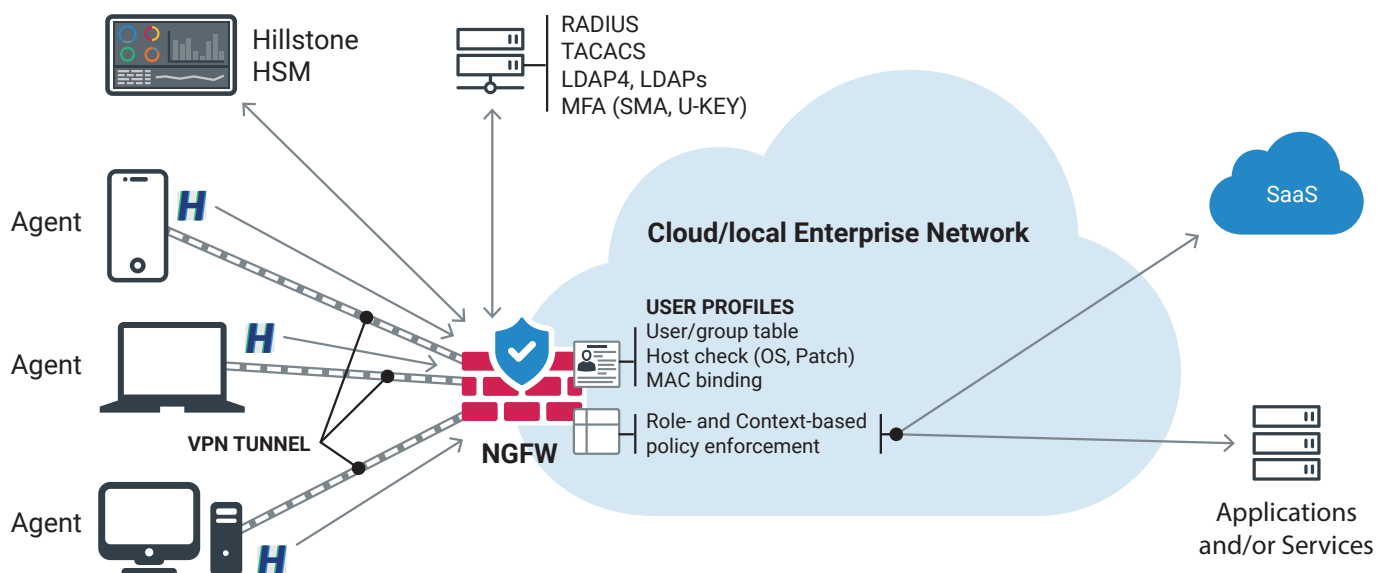 Hillstone
HSM
RADIUS
TACACS
LDAP4, LDAPs
MFA (SMA, U-KEY)
Agent
H
SaaS
Cloud/local Enterprise Network
USER PROFILES
User/group table
Host check (OS, Patch)
MAC binding
Agent
H
Role- and Context-based
policy enforcement
VPN TUNNEL
NGFW
Agent
H
Applications
and/or Services